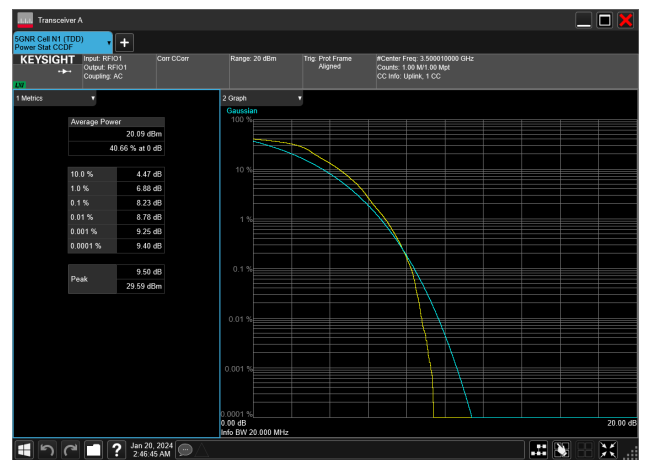 Transceiver A
5GNR Cell N1 (TDD)
Power Stat CCDF
KEYSIGHT
Input: RFIO1
Output: RFIO1
Coupling: AC
Corr CCorr
Range: 20 dBm
Trig: Prot Frame
Aligned
#Center Freq: 3.500010000 GHz
Counts: 1.00 M/1.00 Mpt
CC Info: Uplink, 1 CC
1 Metrics
Average Power
20.09 dBm
40.66 % at 0 dB
10.0 % 4.47 dB
1.0 % 6.88 dB
0.1 % 8.23 dB
0.01 % 8.78 dB
0.001 % 9.25 dB
0.0001 % 9.40 dB
Peak
9.50 dB
29.59 dBm
2 Graph
Gaussian
100 %
10 %
1 %
0.1 %
0.01 %
0.001 %
0.0001 %
0.00 dB 20.00 dB
Info BW 20.000 MHz
Jan 20, 2024
2:46:45 AM